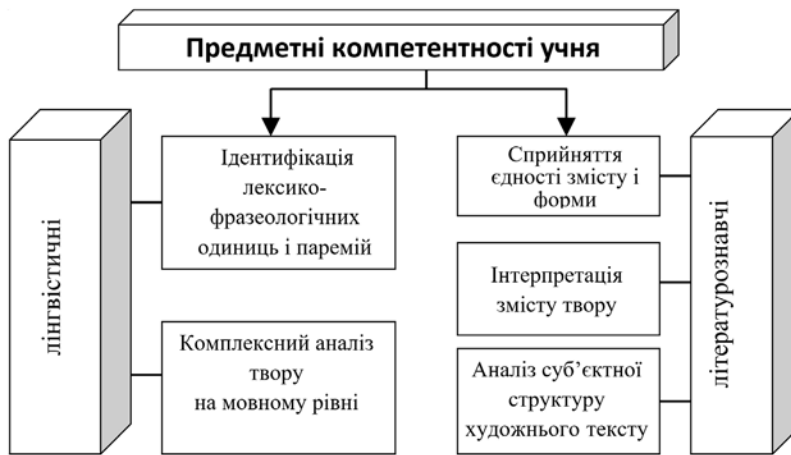 Предметні компетентності учня
лінгвістичні
Ідентифікація
лексико-
фразеологічних
одиниць і паремій
Комплексний аналіз
твору
на мовному рівні
Сприйняття
єдності змісту і
форми
Інтерпретація
змісту твору
Аналіз суб’єктної
структуру
художнього тексту
літературознавчі